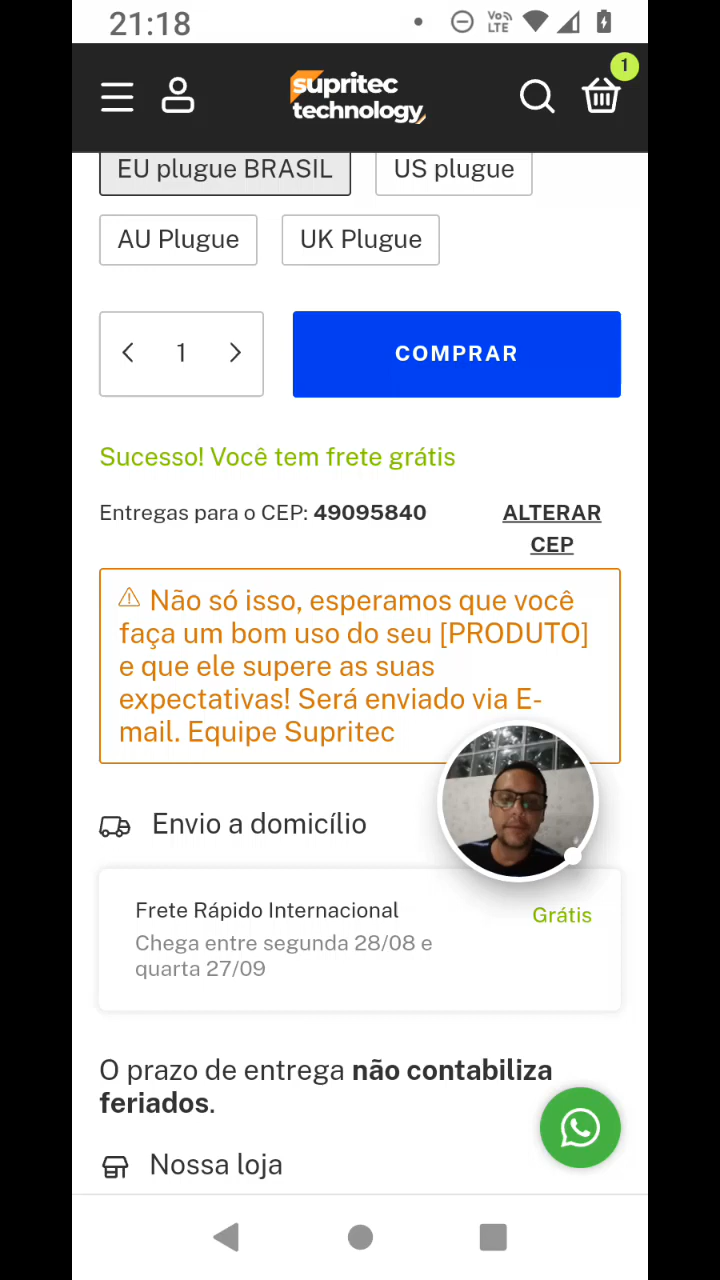 21:18
Vo
LTE
supritec
technology
1
EU plugue BRASIL
US plugue
AU Plugue
UK Plugue
1
COMPRAR
Sucesso! Você tem frete grátis
Entregas para o CEP: 49095840
ALTERAR
CEP
Não só isso, esperamos que você
faça um bom uso do seu [PRODUTO]
e que ele supere as suas
expectativas! Será enviado via E-
mail. Equipe Supritec
Envio a domicílio
Frete Rápido Internacional
Grátis
Chega entre segunda 28/08 e
quarta 27/09
O prazo de entrega não contabiliza
feriados.
Nossa loja